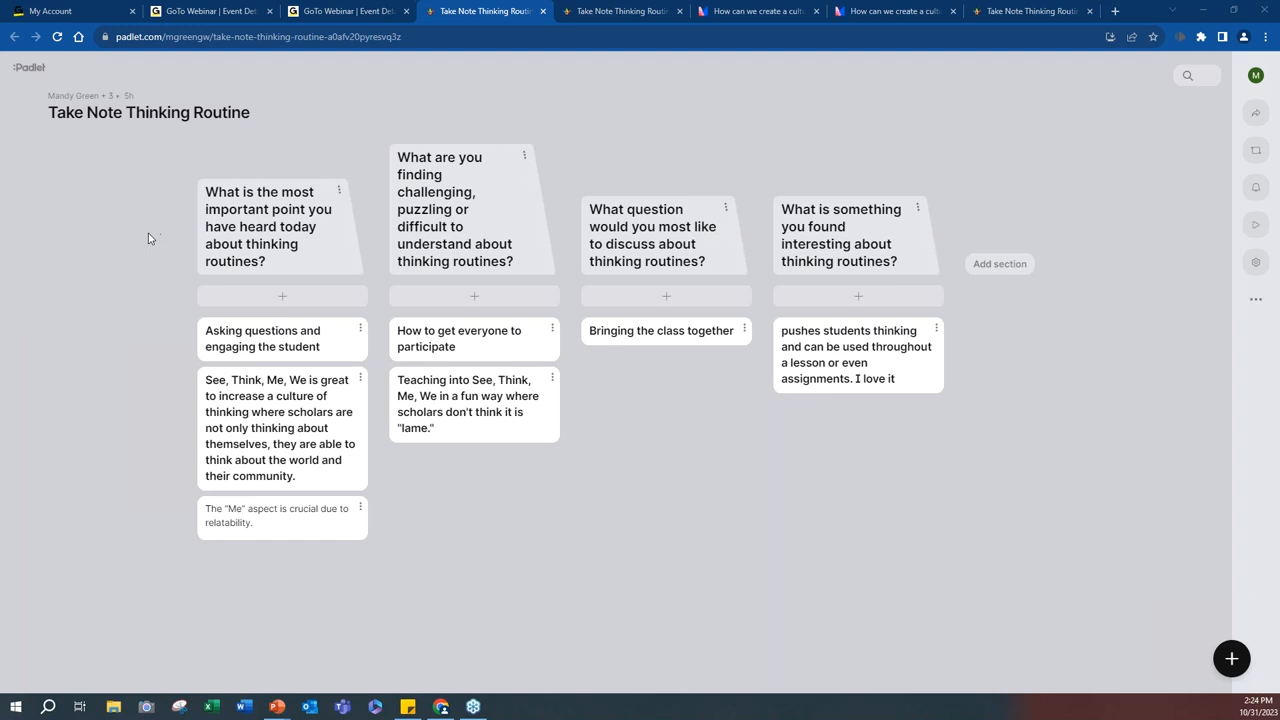 My Account
GoTo Webinar | Event Det
GoTo Webinar | Event Det
Take Note Thinking Routine
Take Note Thinking Routin
How can we create a cult
How can we create a cultu
Take Note Thinking Routin
padlet.com/mgreengw/take-note-thinking-routine-a0afv20pyresvq3z
:Padlet
Mandy Green + 3 • 5h
Take Note Thinking Routine
M
What is the most
important point you
have heard today
about thinking
routines?
Asking questions and
engaging the student
See, Think, Me, We is great
to increase a culture of
thinking where scholars are
not only thinking about
themselves, they are able to
think about the world and
their community.
The "Me" aspect is crucial due to
relatability.
What are you
finding
challenging,
puzzling or
difficult to
understand about
thinking routines?
How to get everyone to
participate
Teaching into See, Think,
Me, We in a fun way where
scholars don't think it is
"lame."
What question
would you most like
to discuss about
thinking routines?
Bringing the class together
What is something
you found
interesting about
thinking routines?
pushes students thinking
and can be used throughout
a lesson or even
assignments. I love it
Add section
2:24 PM
10/31/2023